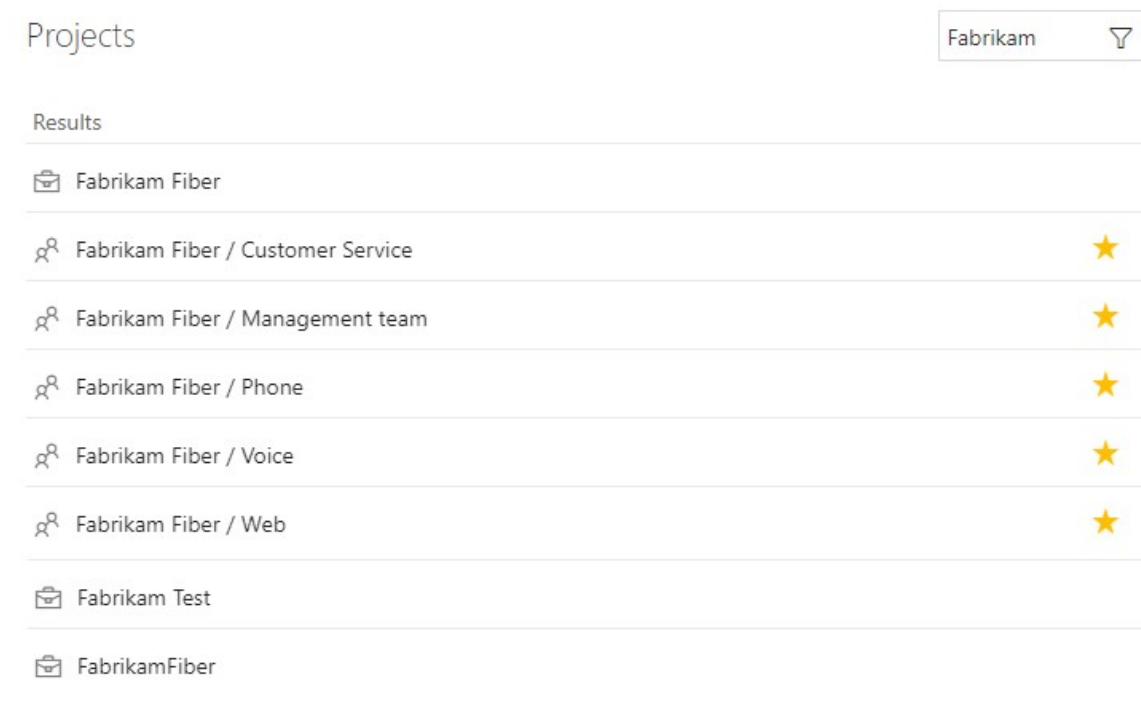 Projects
Fabrikam
Results
Fabrikam Fiber
Fabrikam Fiber / Customer Service
Fabrikam Fiber / Management team
Fabrikam Fiber / Phone
Fabrikam Fiber / Voice
Fabrikam Fiber / Web
Fabrikam Test
FabrikamFiber